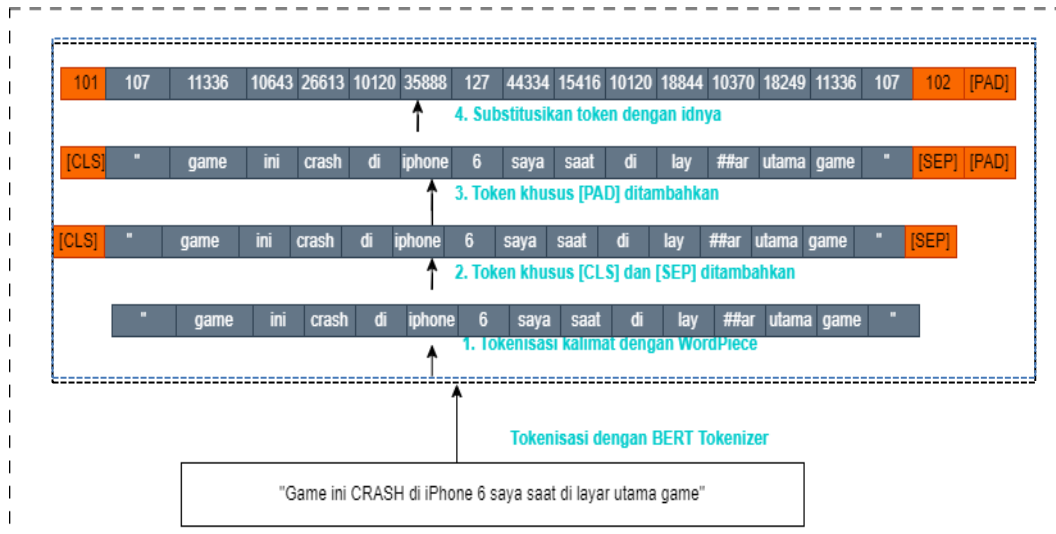 101 107 11336 10643 26613 10120 35888 127 44334 15416 10120 18844 10370 18249 11336 107 102 [PAD]
4. Substitusikan token dengan idnya
[CLS] " game ini crash di iphone 6 saya saat di lay ##ar utama game " [SEP] [PAD]
3. Token khusus [PAD] ditambahkan
[CLS] " game ini crash di iphone 6 saya saat di lay ##ar utama game " [SEP]
2. Token khusus [CLS] dan [SEP] ditambahkan
" game ini crash di iphone 6 saya saat di lay ##ar utama game "
1. Tokenisasi kalimat dengan WordPiece
Tokenisasi dengan BERT Tokenizer
"Game ini CRASH di iPhone 6 saya saat di layar utama game"